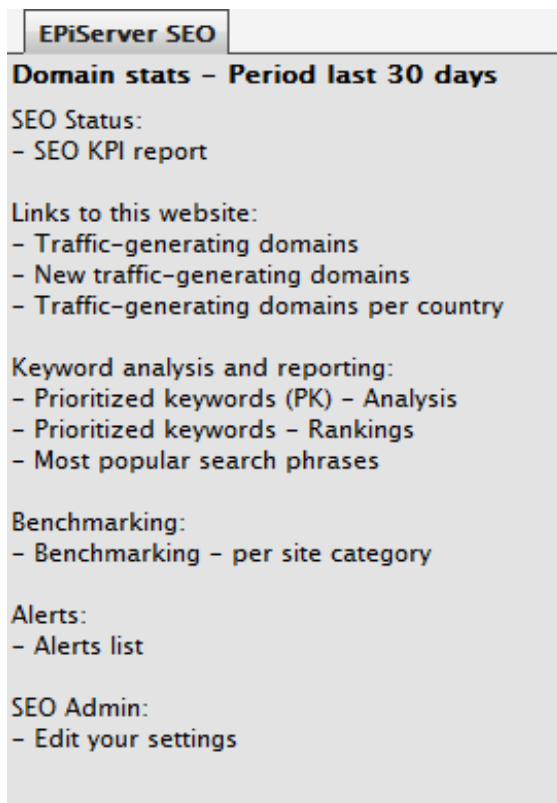 EPiServer SEO
Domain stats – Period last 30 days
SEO Status:
– SEO KPI report
Links to this website:
– Traffic-generating domains
– New traffic-generating domains
– Traffic-generating domains per country
Keyword analysis and reporting:
– Prioritized keywords (PK) – Analysis
– Prioritized keywords – Rankings
– Most popular search phrases
Benchmarking:
– Benchmarking – per site category
Alerts:
– Alerts list
SEO Admin:
– Edit your settings